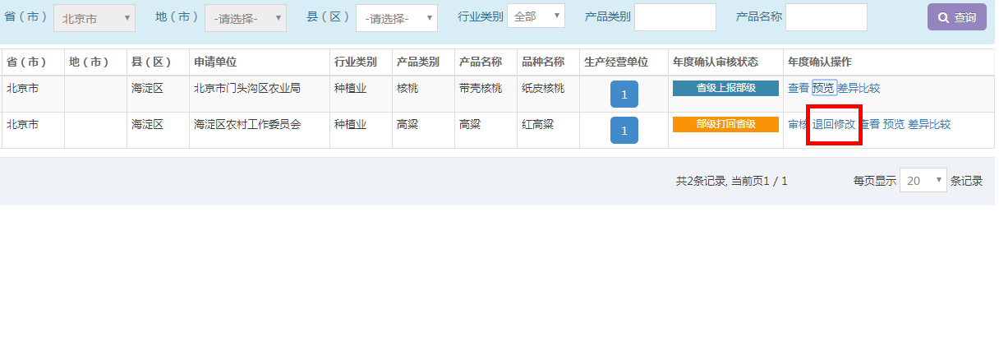 省（市） 北京市 地（市） -请选择- 县（区） -请选择- 行业类别 全部 产品类别 产品名称 查询
省（市） 地（市） 县（区） 申请单位 行业类别 产品类别 产品名称 品种名称 生产经营单位 年度确认审核状态 年度确认操作
北京市 海淀区 北京市门头沟区农业局 种植业 核桃 带壳核桃 纸皮核桃 1 省级上报部级 查看 预览 差异比较
北京市 海淀区 海淀区农村工作委员会 种植业 高粱 高粱 红高粱 1 部级打回省级 审核 退回修改 查看 预览 差异比较
共2条记录, 当前页1 / 1 每页显示 20 条记录